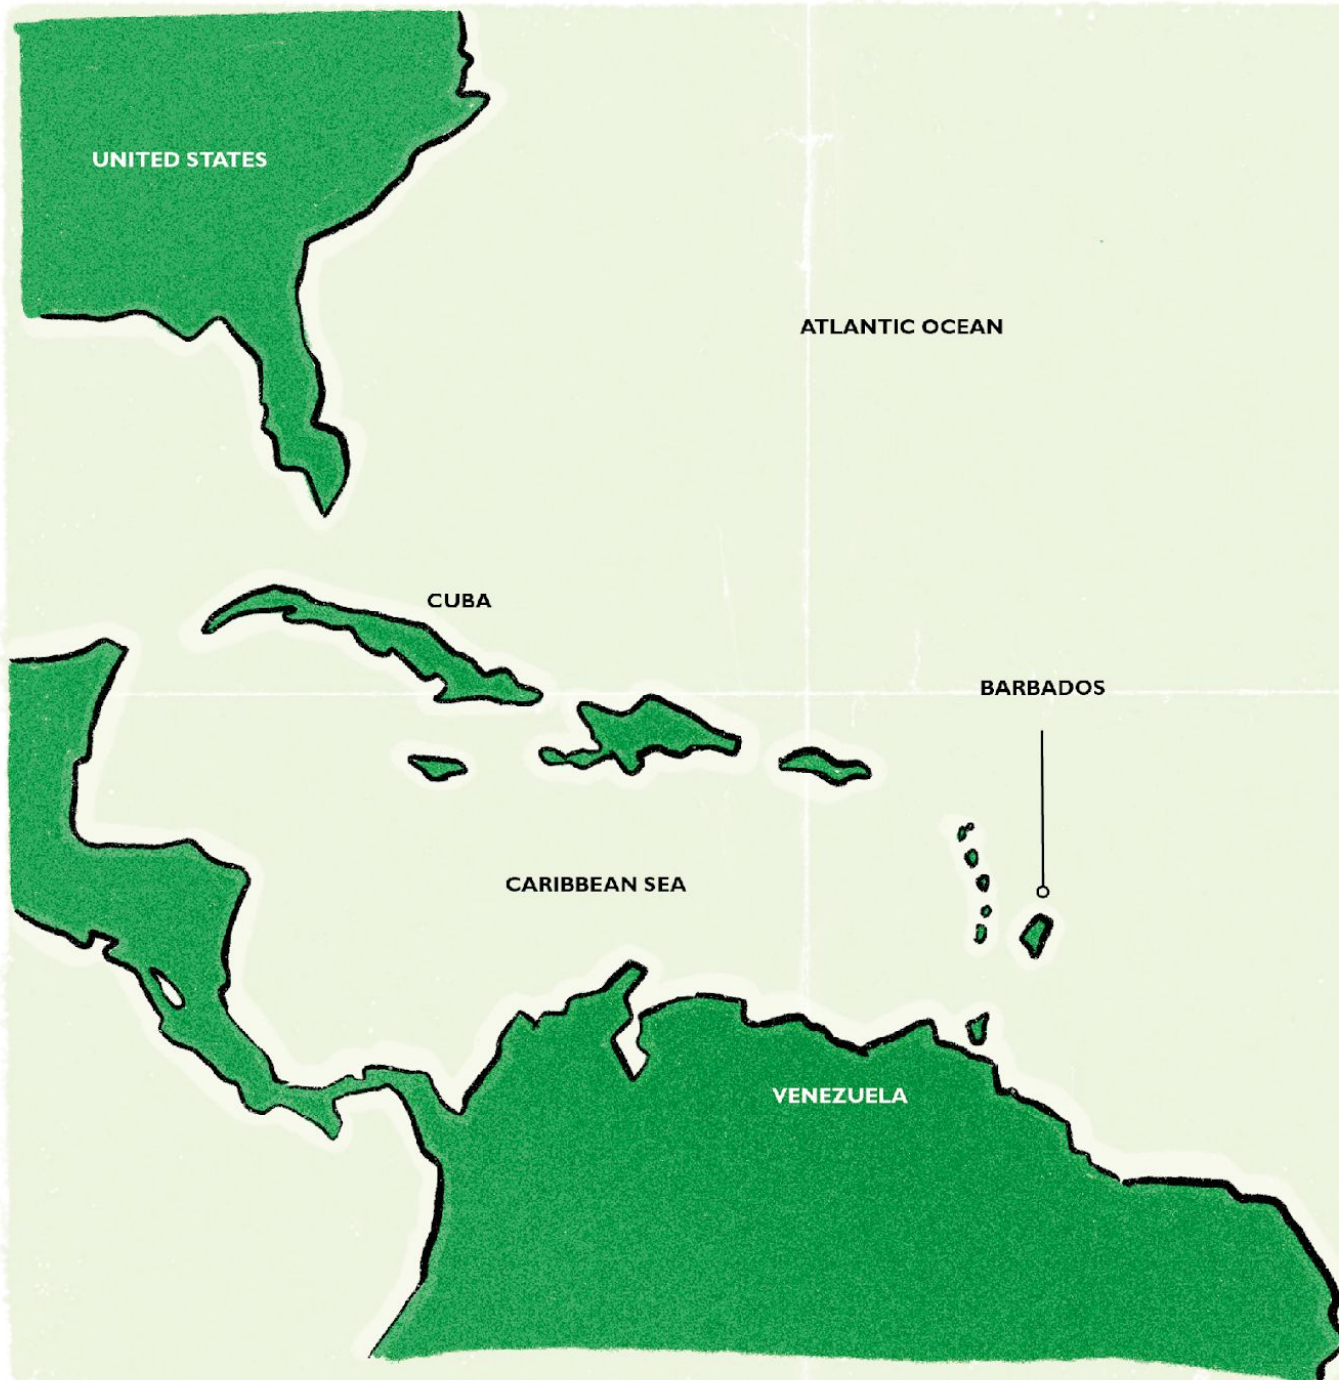 UNITED STATES
ATLANTIC OCEAN
CUBA
BARBADOS
CARIBBEAN SEA
VENEZUELA